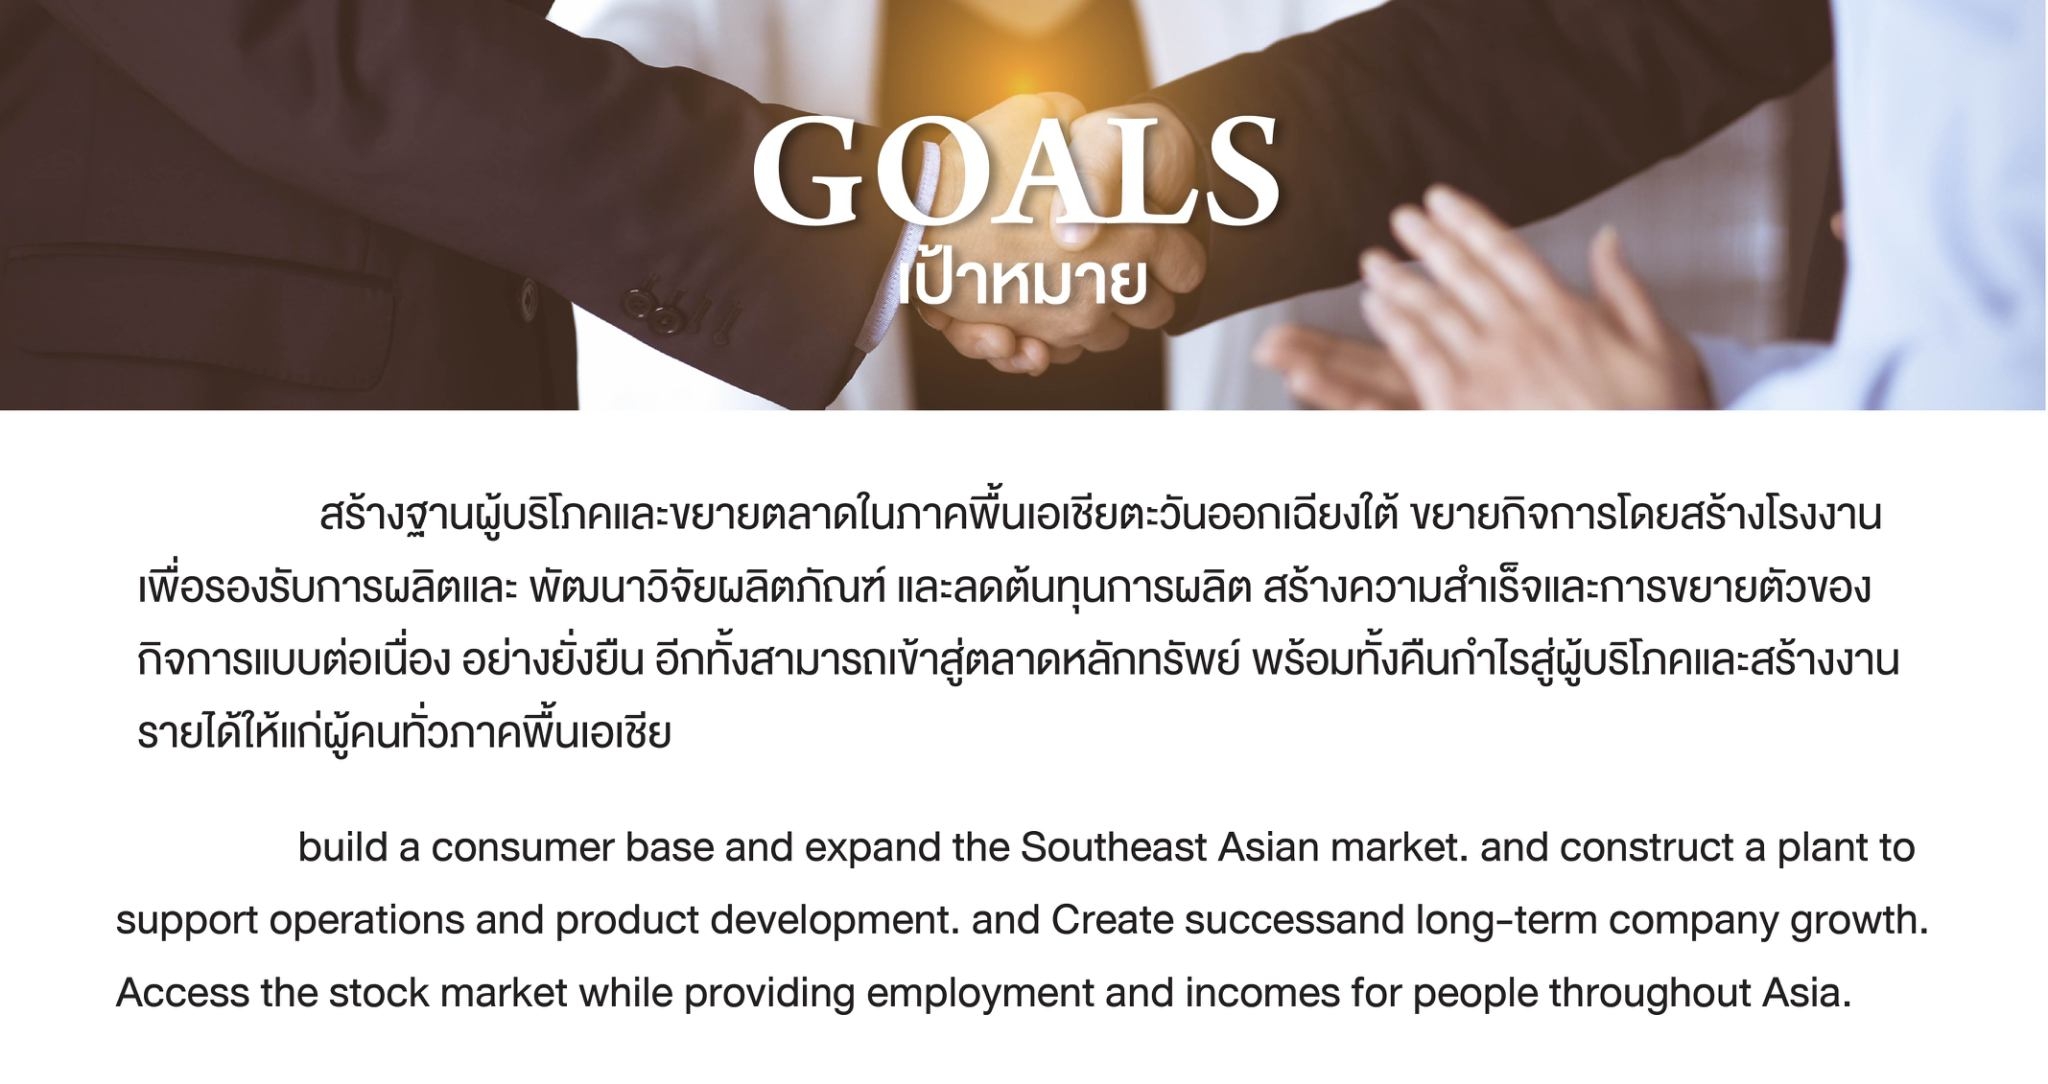 GOALS
เป้าหมาย
สร้างฐานผู้บริโภคและขยายตลาดในภาคพื้นเอเชียตะวันออกเฉียงใต้ ขยายกิจการโดยสร้างโรงงาน
เพื่อรองรับการผลิตและ พัฒนาวิจัยผลิตภัณฑ์ และลดต้นทุนการผลิต สร้างความสำเร็จและการขยายตัวของ
กิจการแบบต่อเนื่อง อย่างยั่งยืน อีกทั้งสามารถเข้าสู่ตลาดหลักทรัพย์ พร้อมทั้งคืนกำไรสู่ผู้บริโภคและสร้างงาน
รายได้ให้แก่ผู้คนทั่วภาคพื้นเอเชีย
build a consumer base and expand the Southeast Asian market. and construct a plant to
support operations and product development. and Create successand long-term company growth.
Access the stock market while providing employment and incomes for people throughout Asia.